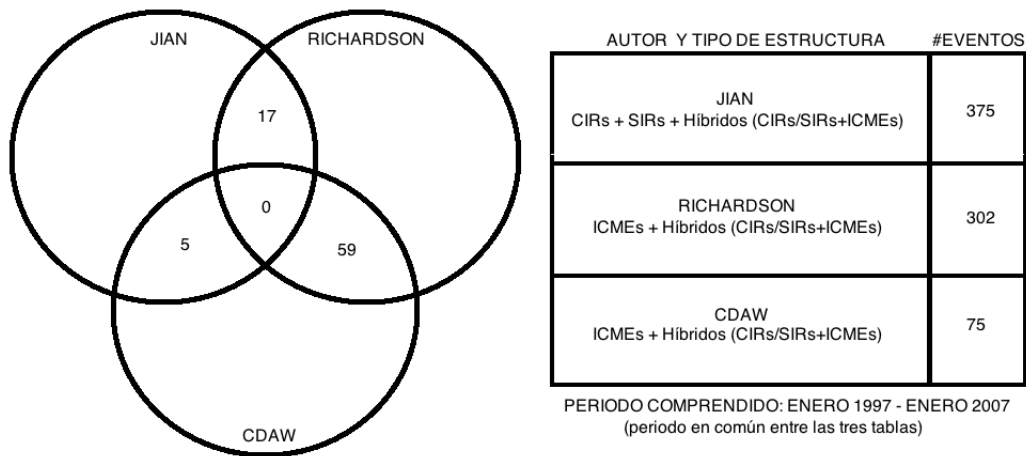 JIAN
RICHARDSON
17
0
5
59
CDAW
AUTOR Y TIPO DE ESTRUCTURA
#EVENTOS
JIAN
CIRs + SIRs + Híbridos (CIRs/SIRs+ICMEs)
375
RICHARDSON
ICMEs + Híbridos (CIRs/SIRs+ICMEs)
302
CDAW
ICMEs + Híbridos (CIRs/SIRs+ICMEs)
75
PERIODO COMPRENDIDO: ENERO 1997 - ENERO 2007
(periodo en común entre las tres tablas)